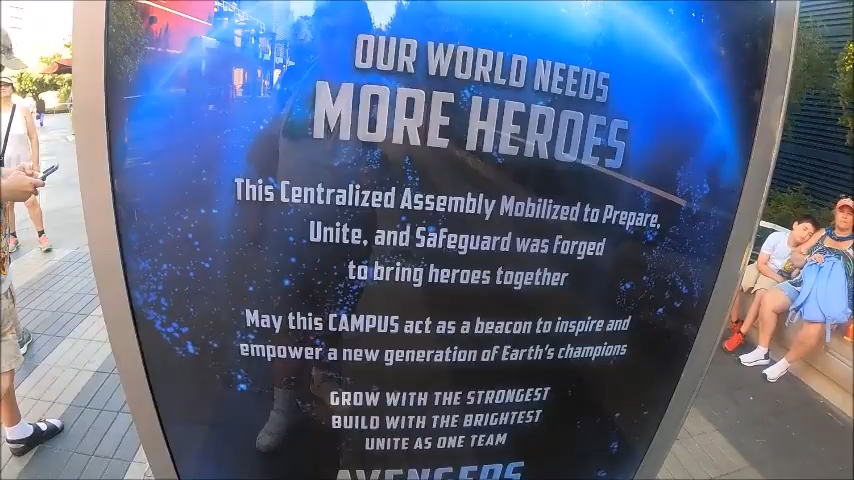 OUR WORLD NEEDS
MORE HEROES
This Centralized Assembly Mobilized to Prepare,
Unite, and Safeguard was forged
to bring heroes together
May this CAMPUS act as a beacon to inspire and
empower a new generation of Earth's champions
GROW WITH THE STRONGEST
BUILD WITH THE BRIGHTEST
UNITE AS ONE TEAM
AVENGERS